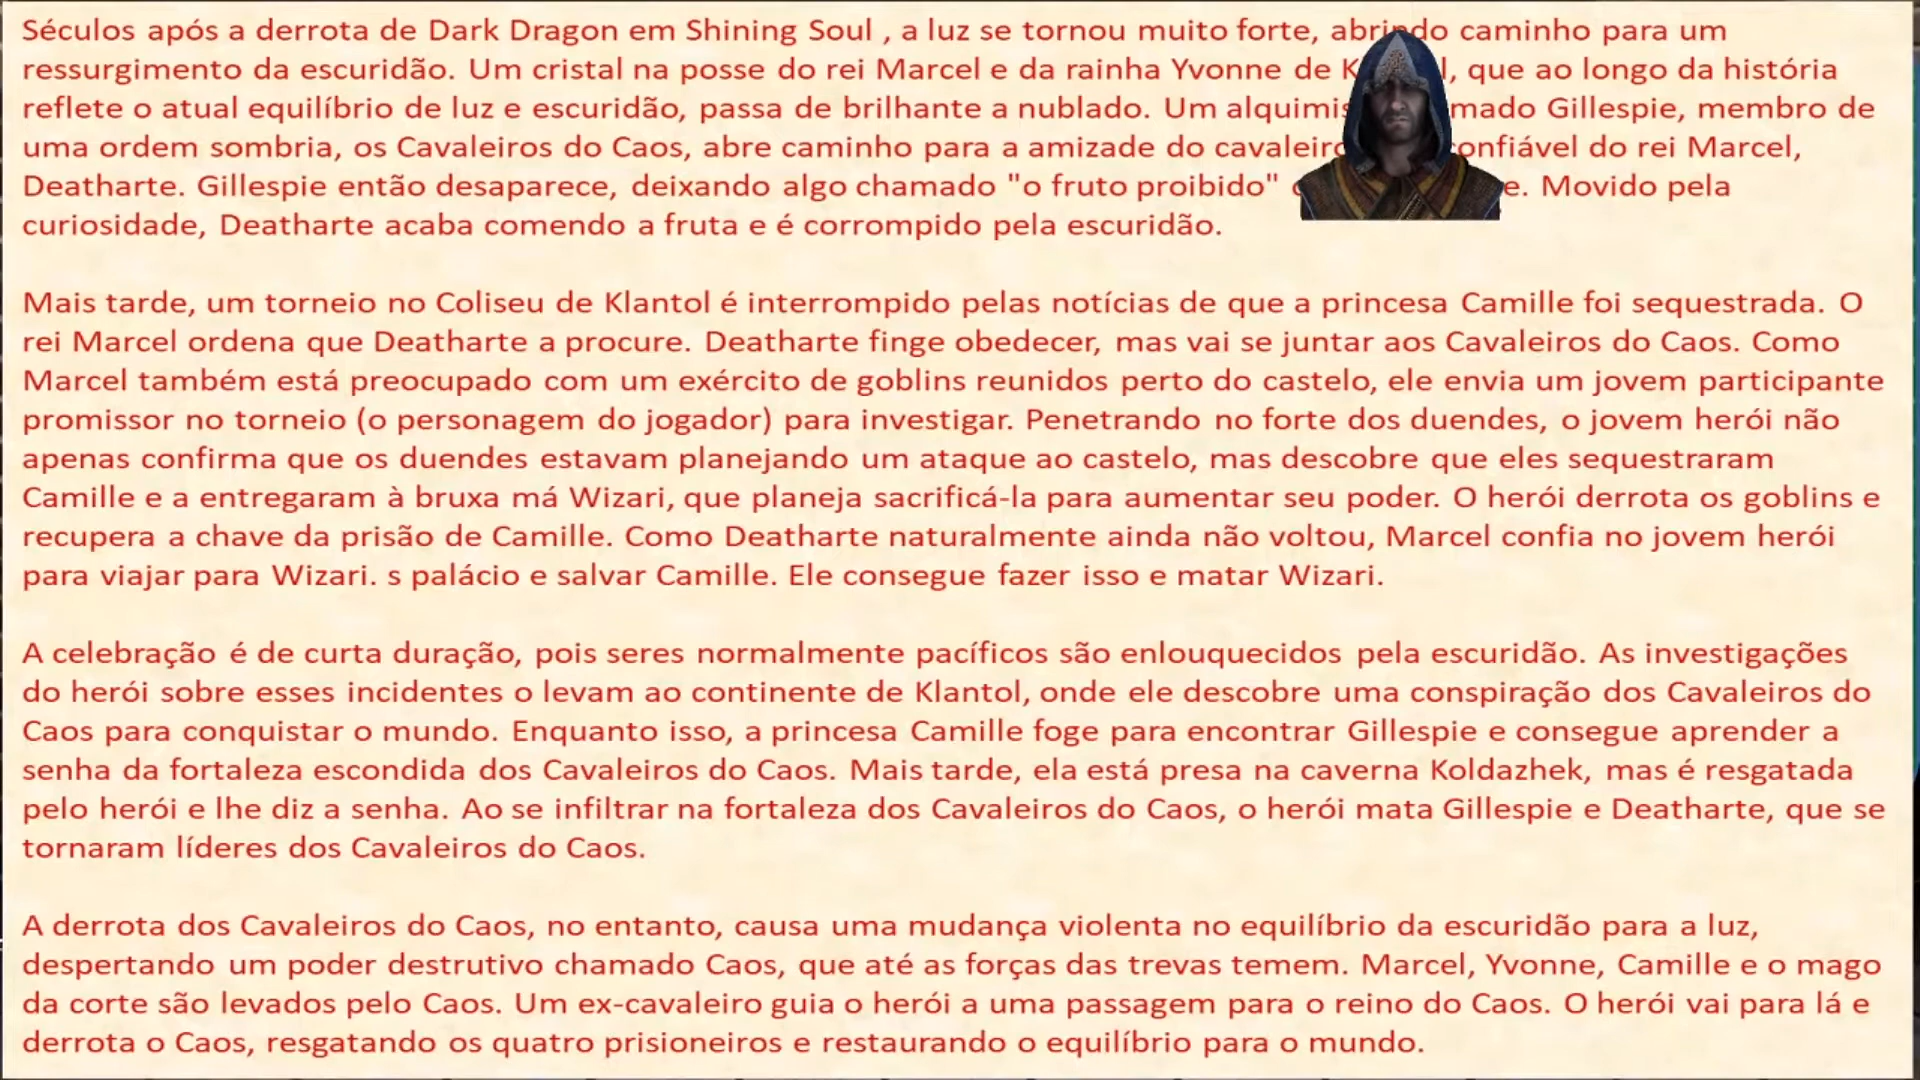 Séculos após a derrota de Dark Dragon em Shining Soul , a luz se tornou muito forte, abrindo caminho para um
ressurgimento da escuridão. Um cristal na posse do rei Marcel e da rainha Yvonne de que ao longo da história
reflete o atual equilíbrio de luz e escuridão, passa de brilhante a nublado. Um Gillespie, membro de
uma ordem sombria, os Cavaleiros do Caos, abre caminho para a amizade do do rei Marcel,
Deatharte. Gillespie então desaparece, deixando algo chamado "o fruto proibido" Movido pela
curiosidade, Deatharte acaba comendo a fruta e é corrompido pela escuridão.
Mais tarde, um torneio no Coliseu de Klantol é interrompido pelas notícias de que a princesa Camille foi sequestrada. O
rei Marcel ordena que Deatharte a procure. Deatharte finge obedecer, mas vai se juntar aos Cavaleiros do Caos. Como
Marcel também está preocupado com um exército de goblins reunidos perto do castelo, ele envia um jovem participante
promissor no torneio (o personagem do jogador) para investigar. Penetrando no forte dos duendes, o jovem herói não
apenas confirma que os duendes estavam planejando um ataque ao castelo, mas descobre que eles sequestraram
Camille e a entregaram à bruxa má Wizari, que planeja sacrificá-la para aumentar seu poder. O herói derrota os goblins e
recupera a chave da prisão de Camille. Como Deatharte naturalmente ainda não voltou, Marcel confia no jovem herói
para viajar para Wizari. s palácio e salvar Camille. Ele consegue fazer isso e matar Wizari.
A celebração é de curta duração, pois seres normalmente pacíficos são enlouquecidos pela escuridão. As investigações
do herói sobre esses incidentes o levam ao continente de Klantol, onde ele descobre uma conspiração dos Cavaleiros do
Caos para conquistar o mundo. Enquanto isso, a princesa Camille foge para encontrar Gillespie e consegue aprender a
senha da fortaleza escondida dos Cavaleiros do Caos. Mais tarde, ela está presa na caverna Koldazhek, mas é resgatada
pelo herói e lhe diz a senha. Ao se infiltrar na fortaleza dos Cavaleiros do Caos, o herói mata Gillespie e Deatharte, que se
tornaram líderes dos Cavaleiros do Caos.
A derrota dos Cavaleiros do Caos, no entanto, causa uma mudança violenta no equilíbrio da escuridão para a luz,
despertando um poder destrutivo chamado Caos, que até as forças das trevas temem. Marcel, Yvonne, Camille e o mago
da corte são levados pelo Caos. Um ex-cavaleiro guia o herói a uma passagem para o reino do Caos. O herói vai para lá e
derrota o Caos, resgatando os quatro prisioneiros e restaurando o equilíbrio para o mundo.